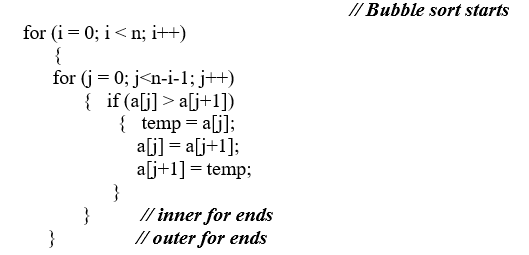 // Bubble sort starts
for (i = 0; i < n; i++)
{
for (j = 0; j<n-i-1; j++)
{ if (a[j] > a[j+1])
{ temp = a[j];
a[j] = a[j+1];
a[j+1] = temp;
}
} // inner for ends
} // outer for ends